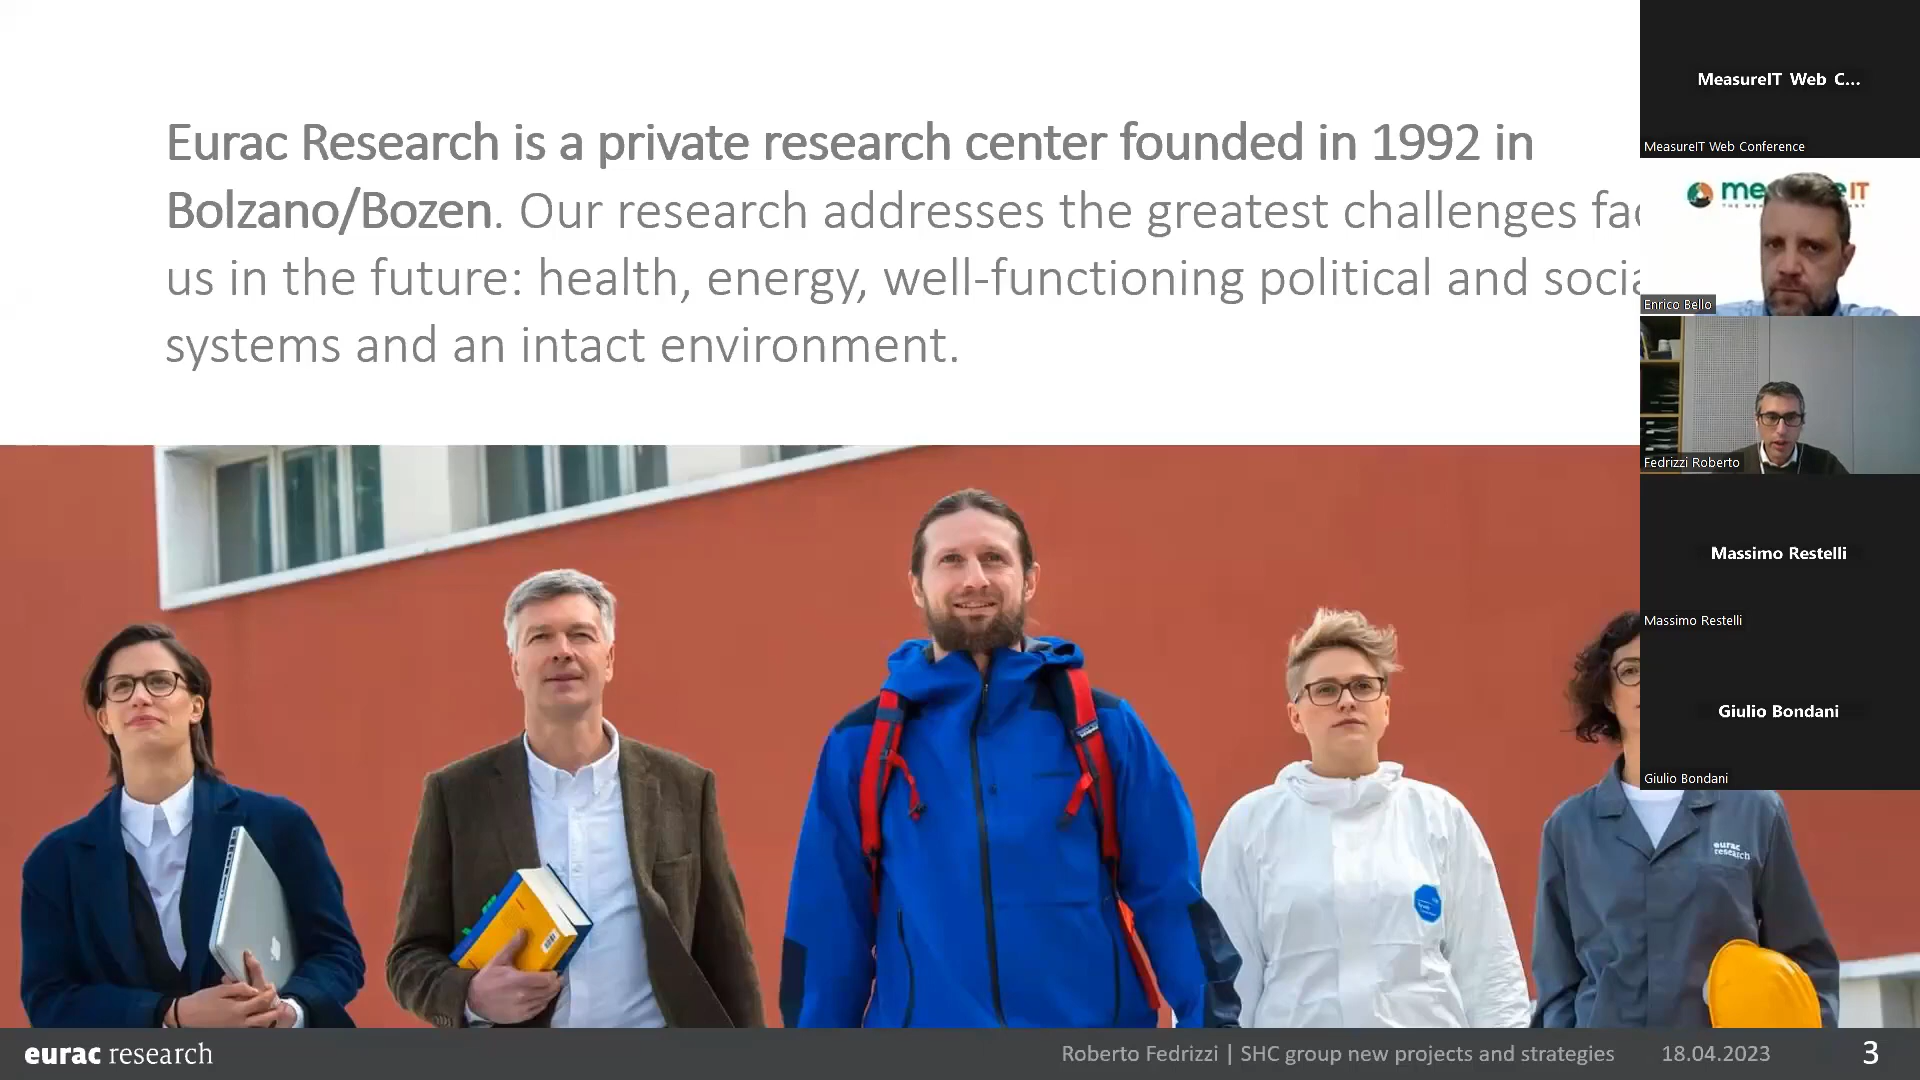 Eurac Research is a private research center founded in 1992 in
Bolzano/Bozen. Our research addresses the greatest challenges
us in the future: health, energy, well-functioning political and
systems and an intact environment.
MeasureIT Web C...
MeasureIT Web Conference
Enrico Bello
Fedrizzi Roberto
Massimo Restelli
Massimo Restelli
Giulio Bondani
Giulio Bondani
eurac
research
eurac research
Roberto Fedrizzi | SHC group new projects and strategies
18.04.2023
3